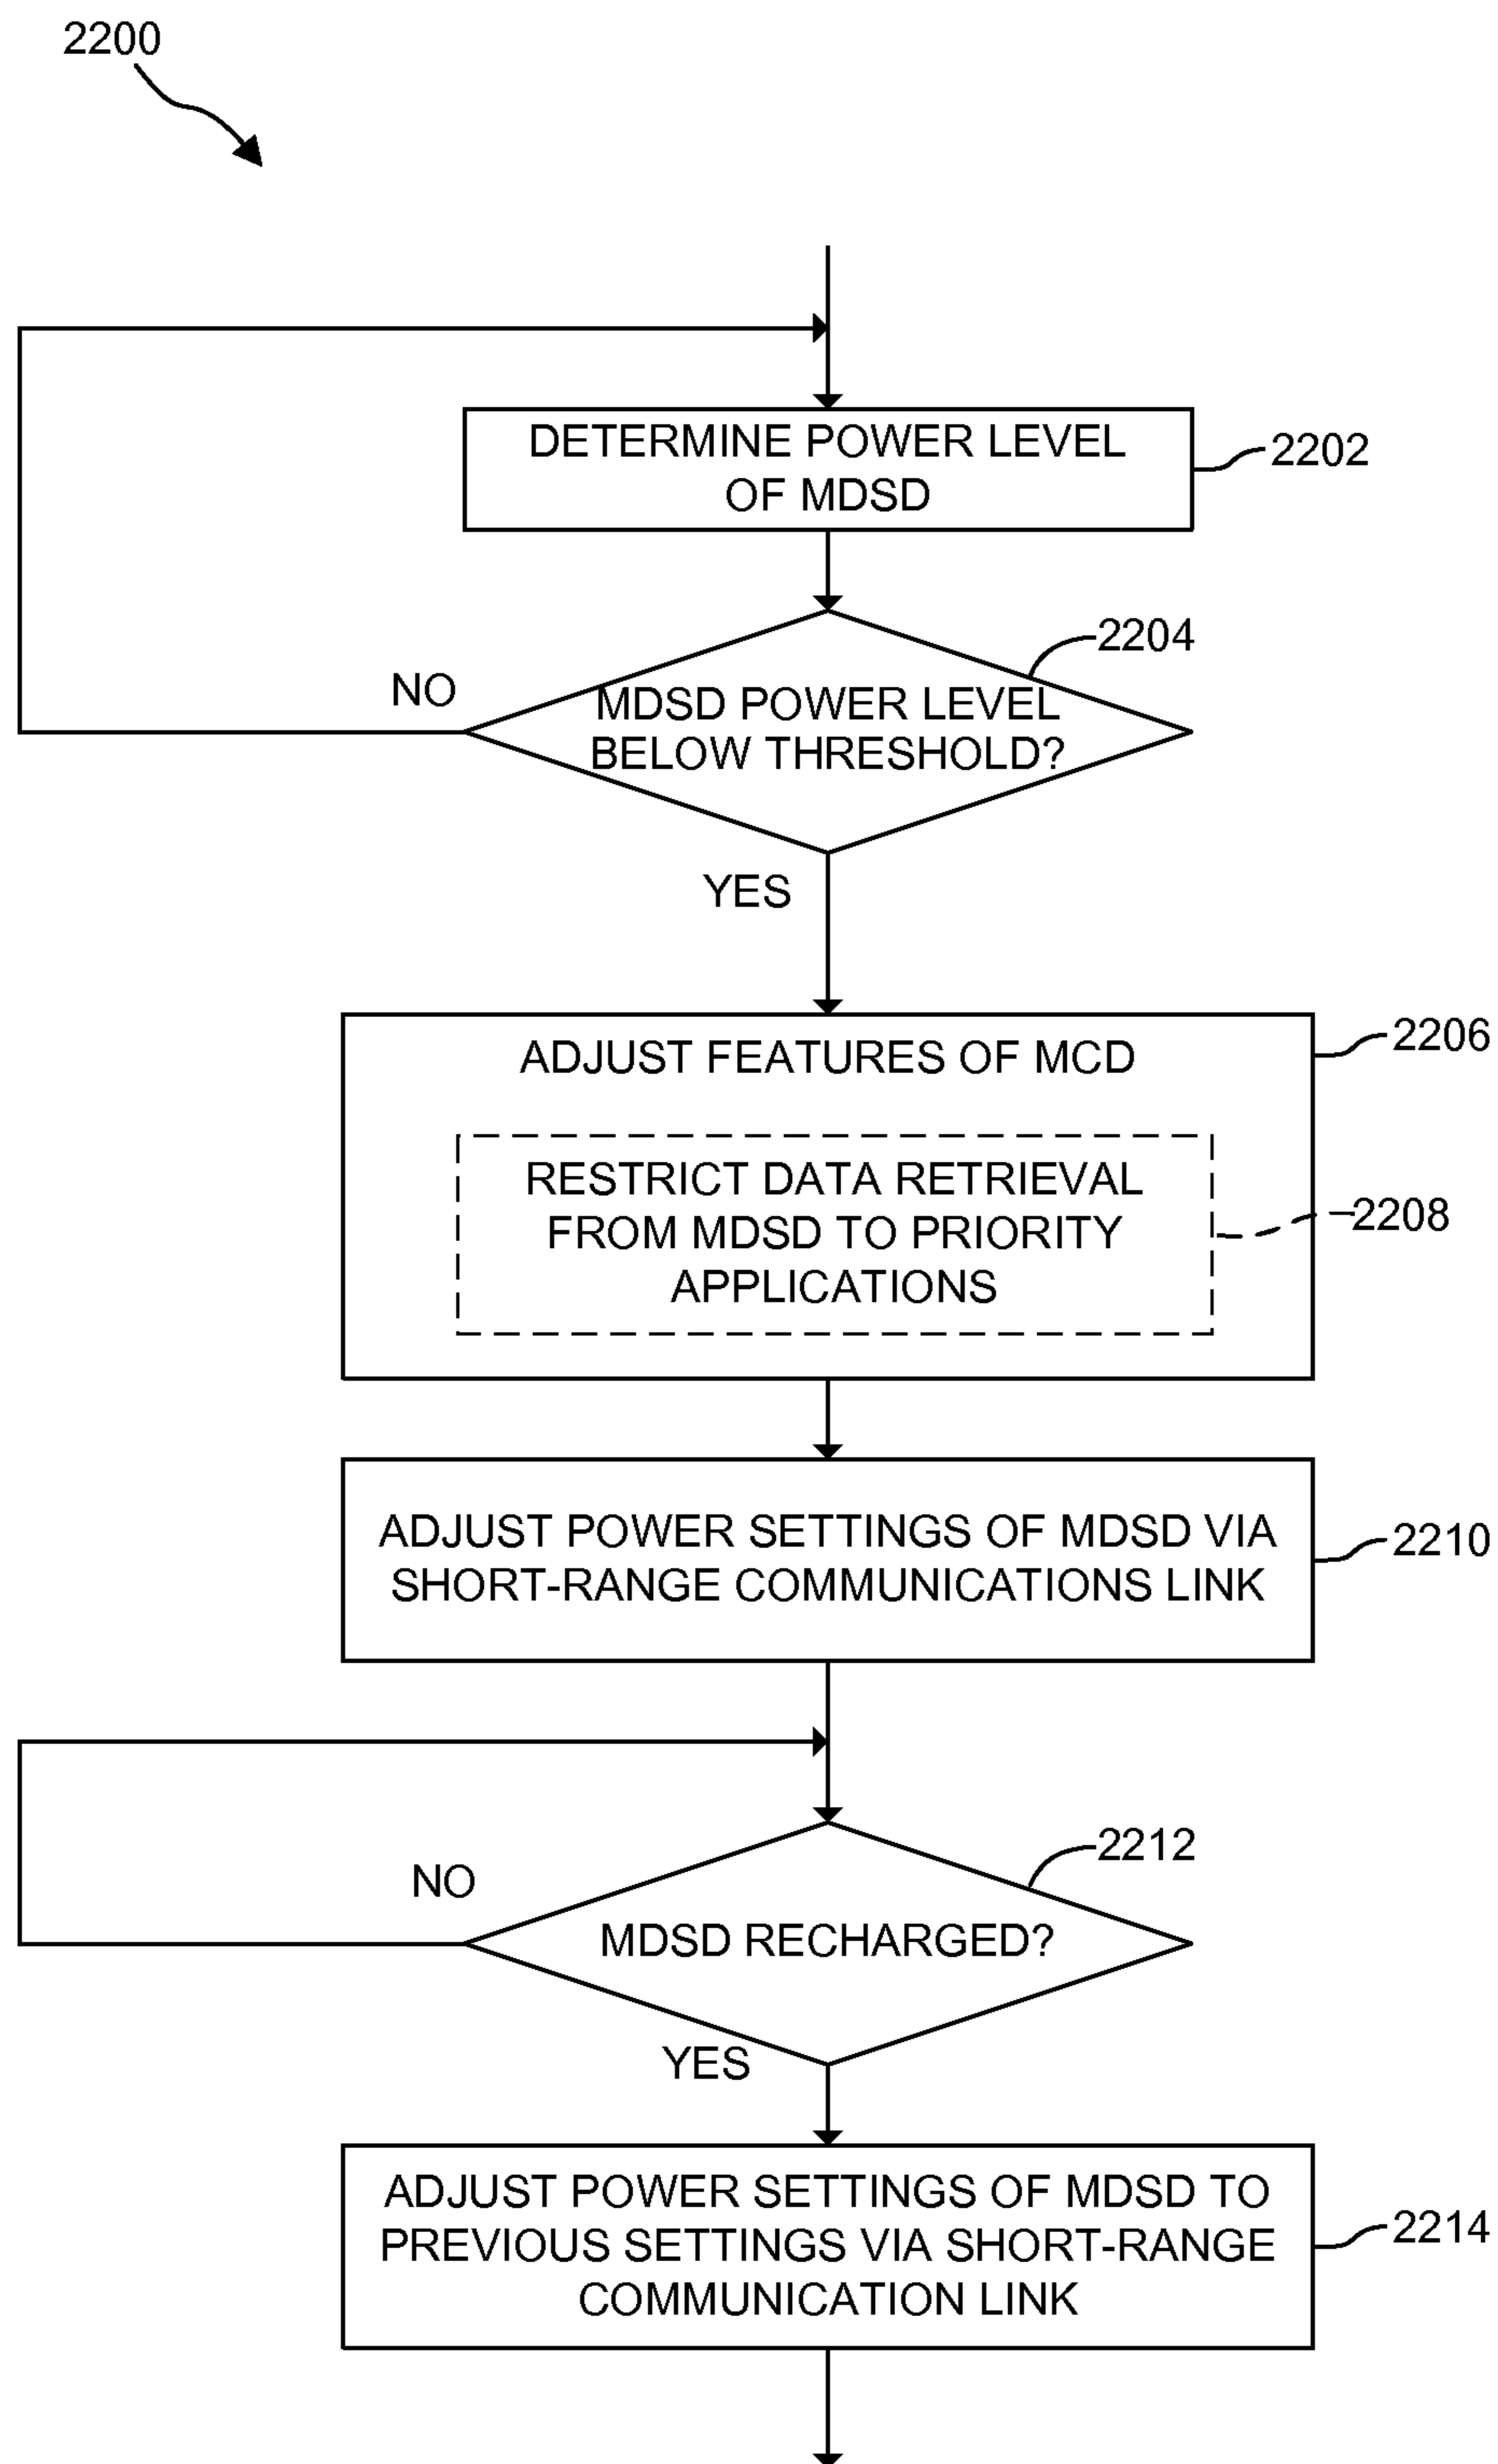 2200
DETERMINE POWER LEVEL
OF MDSD
2202
2204
NO
MDSD POWER LEVEL
BELOW THRESHOLD?
YES
2206
ADJUST FEATURES OF MCD
RESTRICT DATA RETRIEVAL
FROM MDSD TO PRIORITY
APPLICATIONS
2208
ADJUST POWER SETTINGS OF MDSD VIA
SHORT-RANGE COMMUNICATIONS LINK
2210
2212
NO
MDSD RECHARGED?
YES
ADJUST POWER SETTINGS OF MDSD TO
PREVIOUS SETTINGS VIA SHORT-RANGE
COMMUNICATION LINK
2214